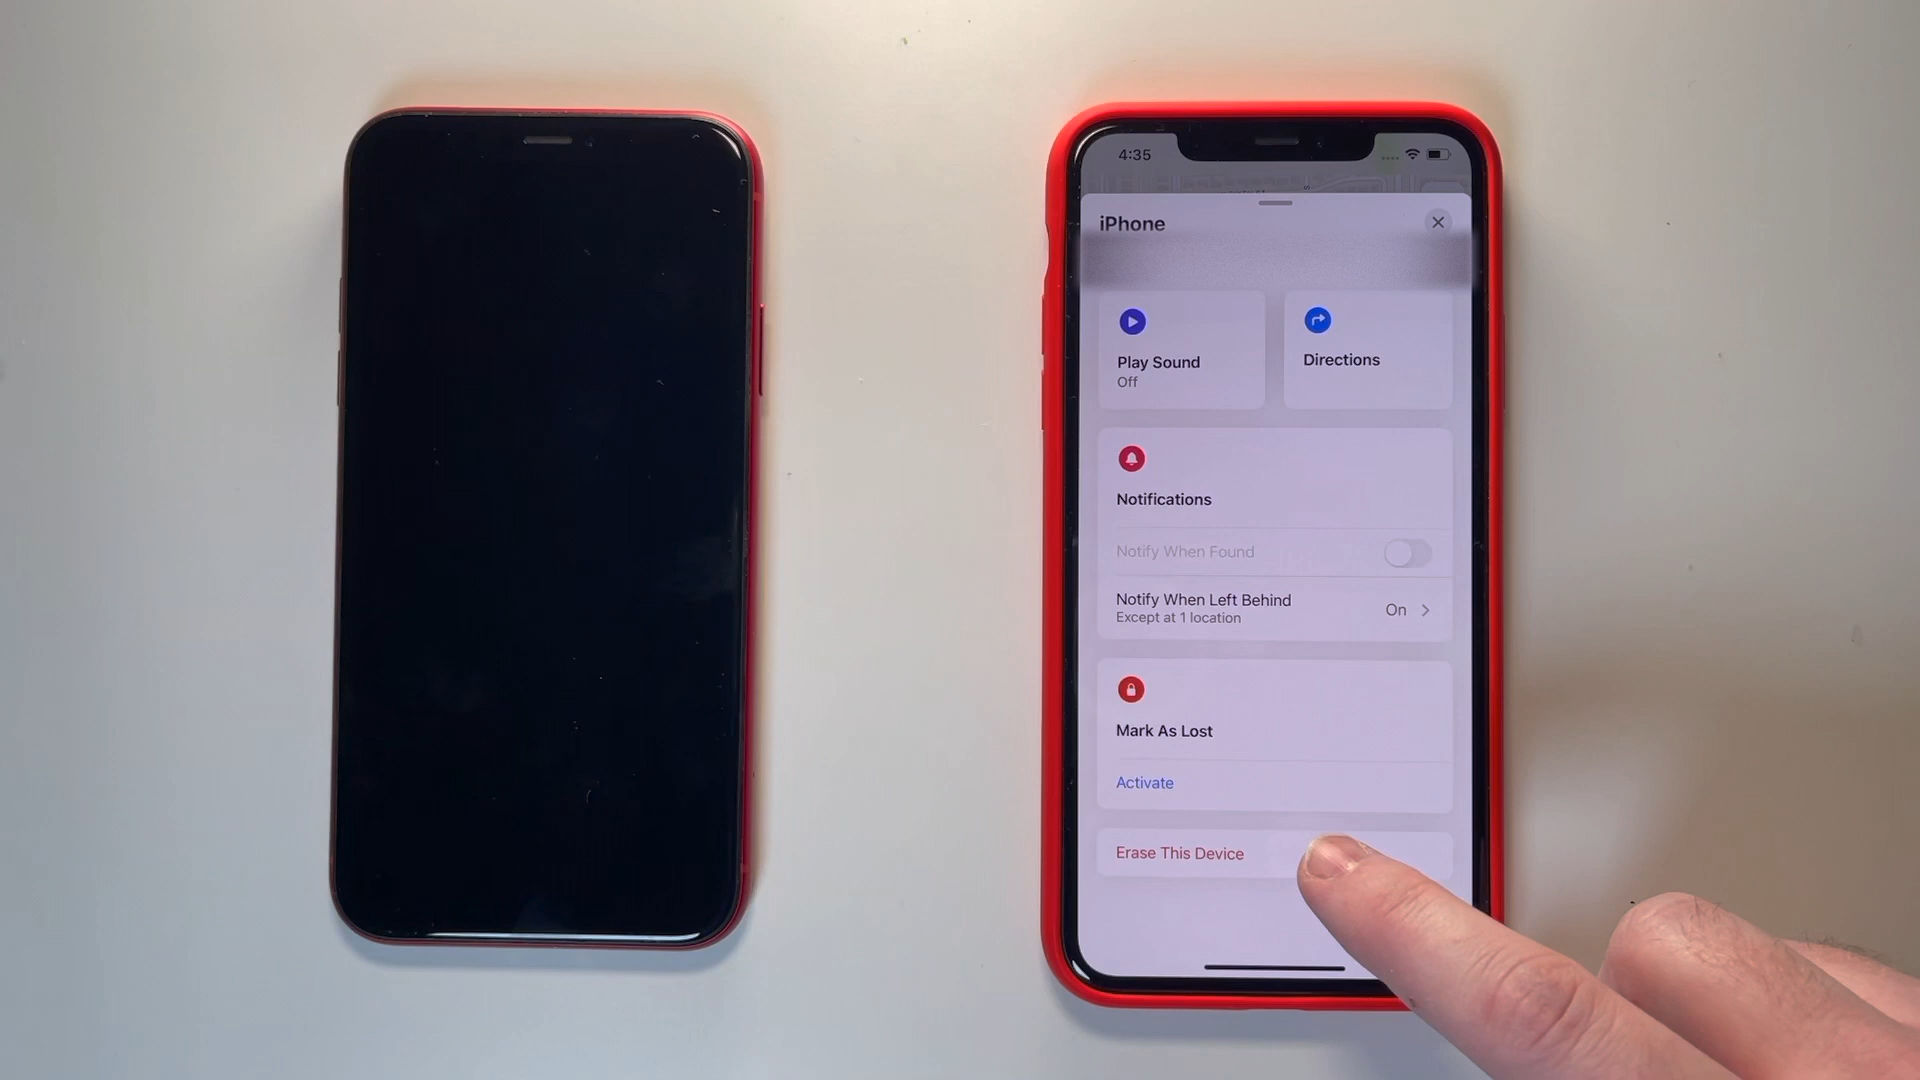 4:35
iPhone
Play Sound
Off
Directions
Notifications
Notify When Found
Notify When Left Behind
Except at 1 location
On
Mark As Lost
Activate
Erase This Device